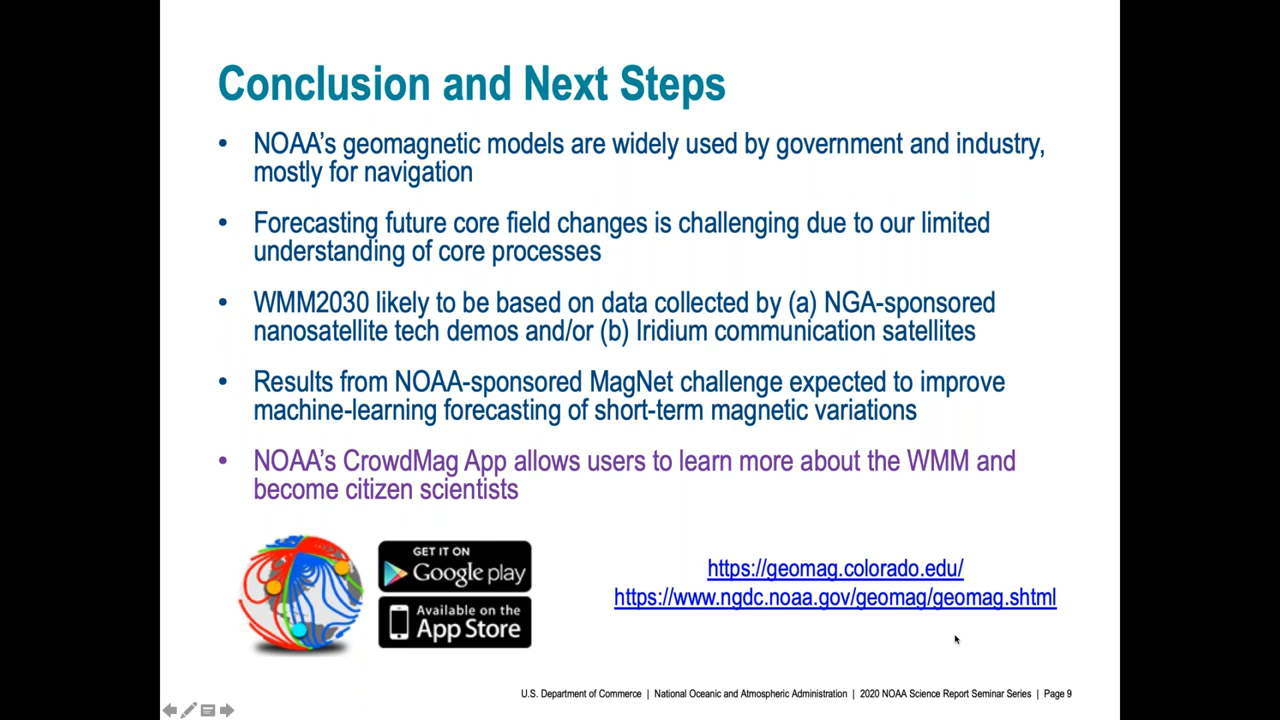 Conclusion and Next Steps
• NOAA's geomagnetic models are widely used by government and industry,
mostly for navigation
• Forecasting future core field changes is challenging due to our limited
understanding of core processes
• WMM2030 likely to be based on data collected by (a) NGA-sponsored
nanosatellite tech demos and/or (b) Iridium communication satellites
• Results from NOAA-sponsored MagNet challenge expected to improve
machine-learning forecasting of short-term magnetic variations
• NOAA's CrowdMag App allows users to learn more about the WMM and
become citizen scientists
GET IT ON
Google play
Available on the
App Store
https://geomag.colorado.edu/
https://www.ngdc.noaa.gov/geomag/geomag.shtml
U.S. Department of Commerce | National Oceanic and Atmospheric Administration | 2020 NOAA Science Report Seminar Series | Page 9